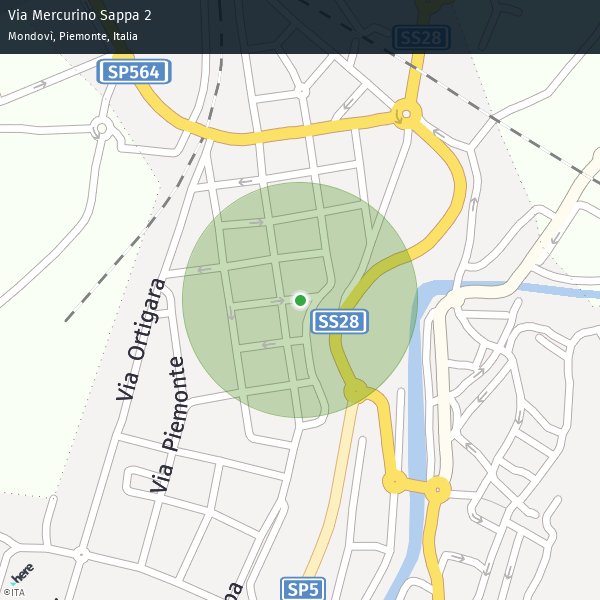 Via Mercurino Sappa 2
Mondovì, Piemonte, Italia
SS28
SP564
Via Ortigara
SS28
Via Piemonte
here
©ITA
SP5